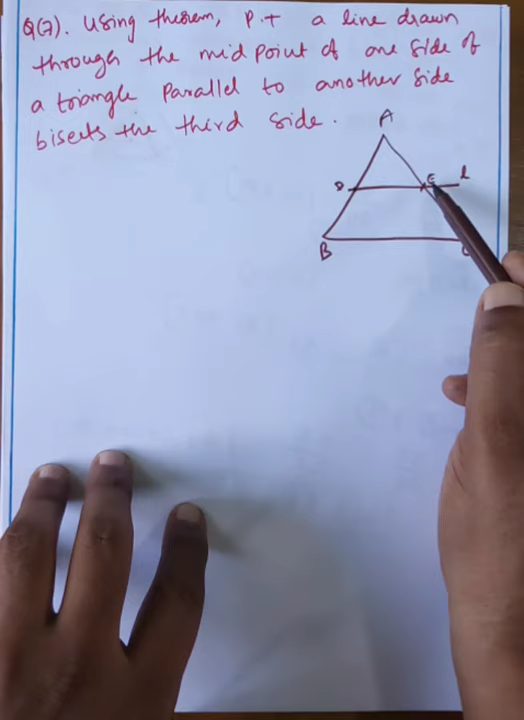 Q(7). Using theorem, P.T a line drawn
through the mid point of one side of
a triangle parallel to another side
bisects the third side.
A
D E l
B C